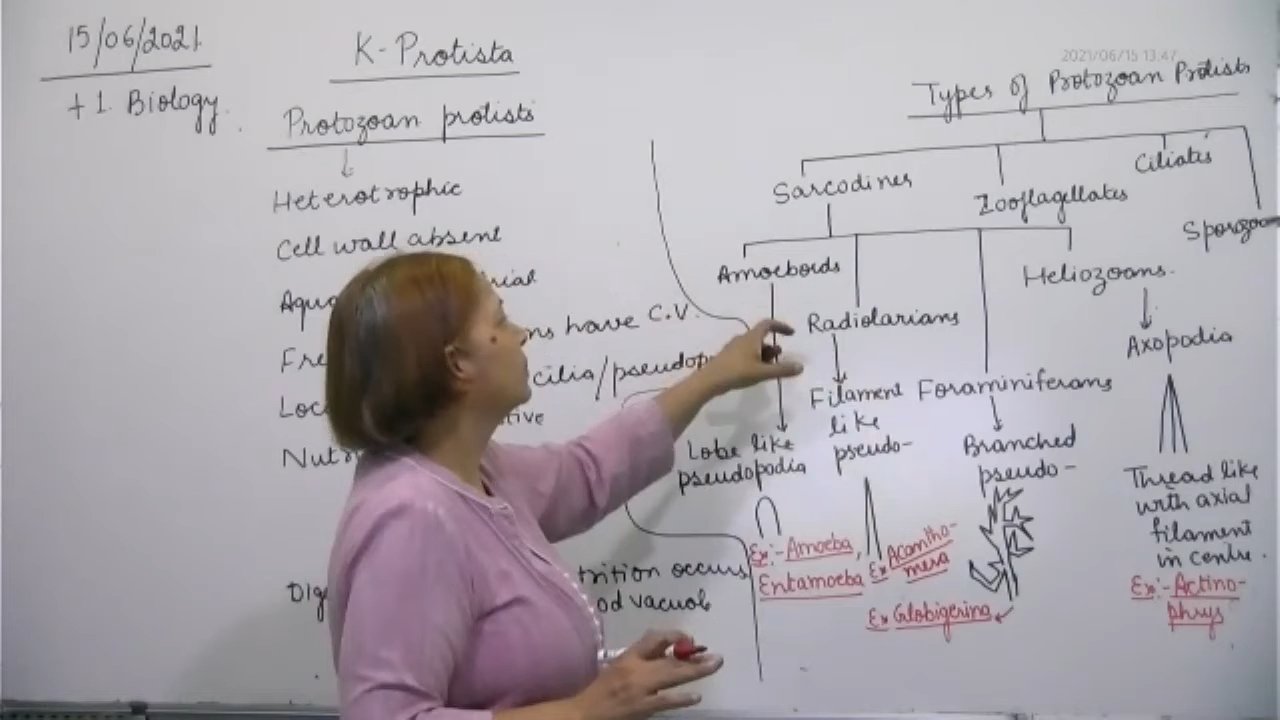 15/06/2021
+1 Biology.
K-Protista
Protozoan protists
Heterotrophic
Cell wall absent
have C.V.
cilia/pseudop
Nutr
trition occurs
od vacuole
2021/06/15 13:47
Types of Protozoan Protists
Sarcodines
Zooflagellates
Ciliates
Sporozoa
Amoeboids
Radiolarians
Foraminiferans
Heliozoans.
Lobe like
pseudopodia
Ex:- Amoeba,
Entamoeba
Filament
like
pseudo-
Ex Acantho-
mera
Branched
pseudo-
Ex Globigerina
Axopodia
Thread like
with axial
filament
in centre.
Ex:- Actino-
phrys